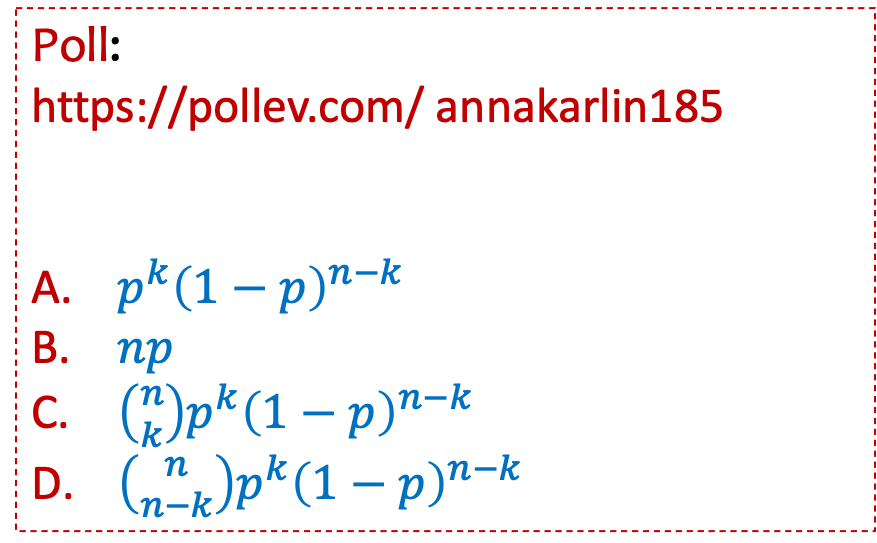 Poll:
https://pollev.com/ annakarlin185
A. $p^k(1-p)^{n-k}$
B. $np$
C. $\binom{n}{k}p^k(1-p)^{n-k}$
D. $\binom{n}{n-k}p^k(1-p)^{n-k}$